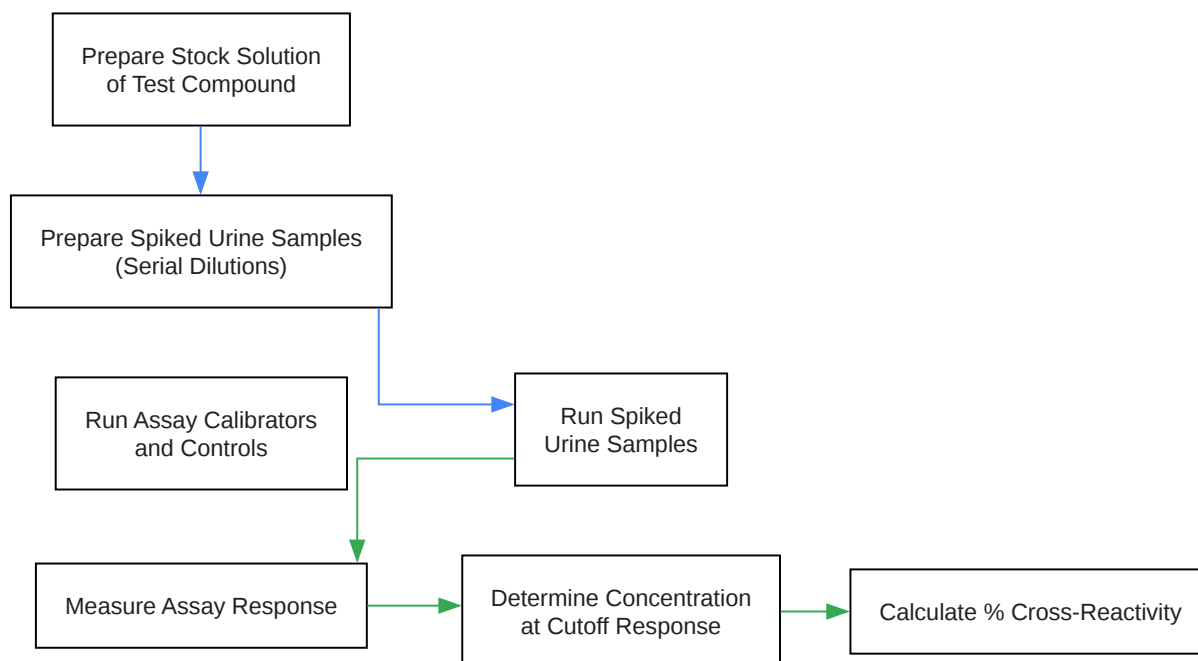 Prepare Stock Solution
of Test Compound
Prepare Spiked Urine Samples
(Serial Dilutions)
Run Assay Calibrators
and Controls
Run Spiked
Urine Samples
Measure Assay Response
Determine Concentration
at Cutoff Response
Calculate % Cross-Reactivity